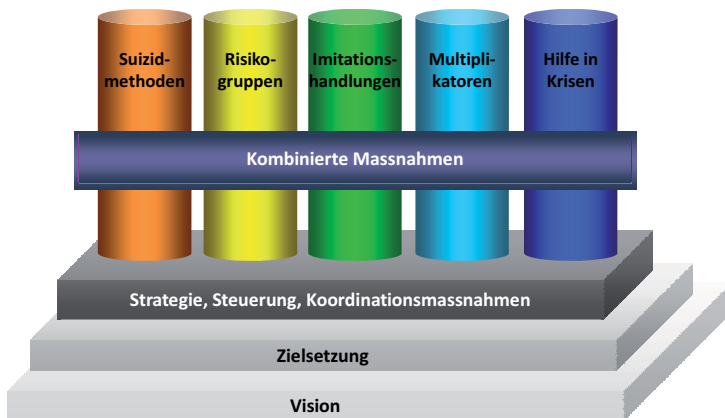 Suizid-
methoden
Risiko-
gruppen
Imitations-
handlungen
Multipli-
katoren
Hilfe in
Krisen
Kombinierte Massnahmen
Strategie, Steuerung, Koordinationsmassnahmen
Zielsetzung
Vision